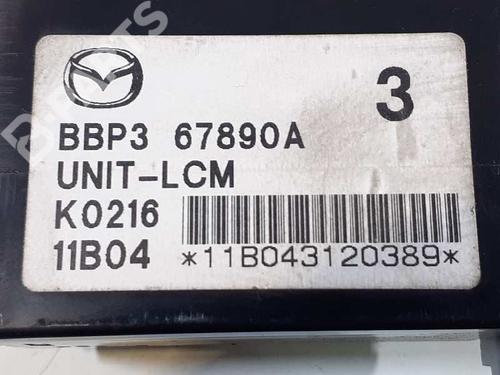 3
BBP3 67890A
UNIT-LCM
K0216
11B04 *11B043120389*